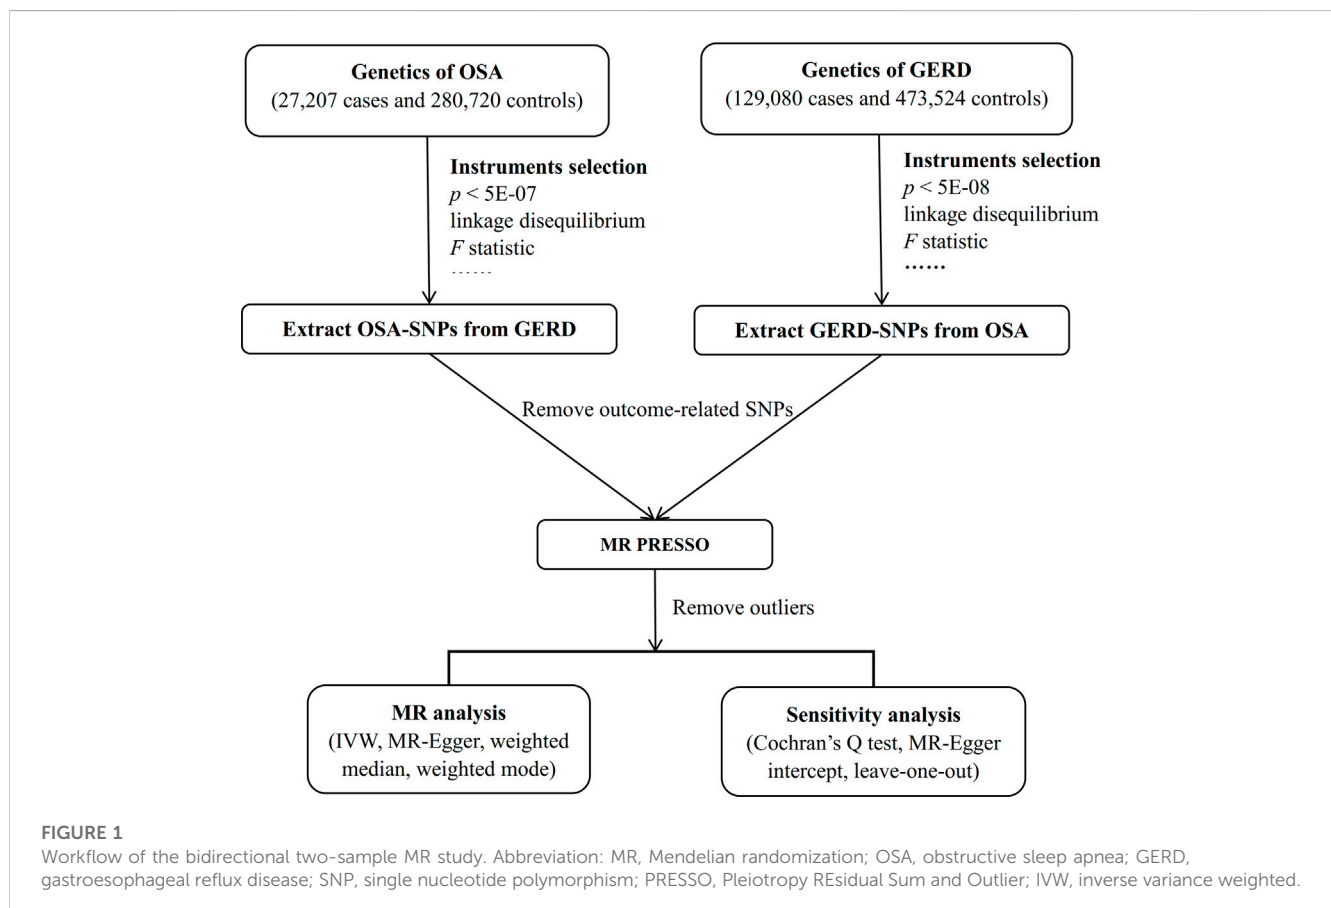 Genetics of OSA
(27,207 cases and 280,720 controls)
Genetics of GERD
(129,080 cases and 473,524 controls)
Instruments selection
p < 5E-07
linkage disequilibrium
F statistic
……
Instruments selection
p < 5E-08
linkage disequilibrium
F statistic
……
Extract OSA-SNPs from GERD
Extract GERD-SNPs from OSA
Remove outcome-related SNPs
MR PRESSO
Remove outliers
MR analysis
(IVW, MR-Egger, weighted
median, weighted mode)
Sensitivity analysis
(Cochran’s Q test, MR-Egger
intercept, leave-one-out)
FIGURE 1
Workflow of the bidirectional two-sample MR study. Abbreviation: MR, Mendelian randomization; OSA, obstructive sleep apnea; GERD,
gastroesophageal reflux disease; SNP, single nucleotide polymorphism; PRESSO, Pleiotropy REsidual Sum and Outlier; IVW, inverse variance weighted.